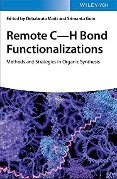 WILEY-VCH
Edited by Debabrata Maiti and Srimanta Guin
Remote C—H Bond
Functionalizations
Methods and Strategies in Organic Synthesis